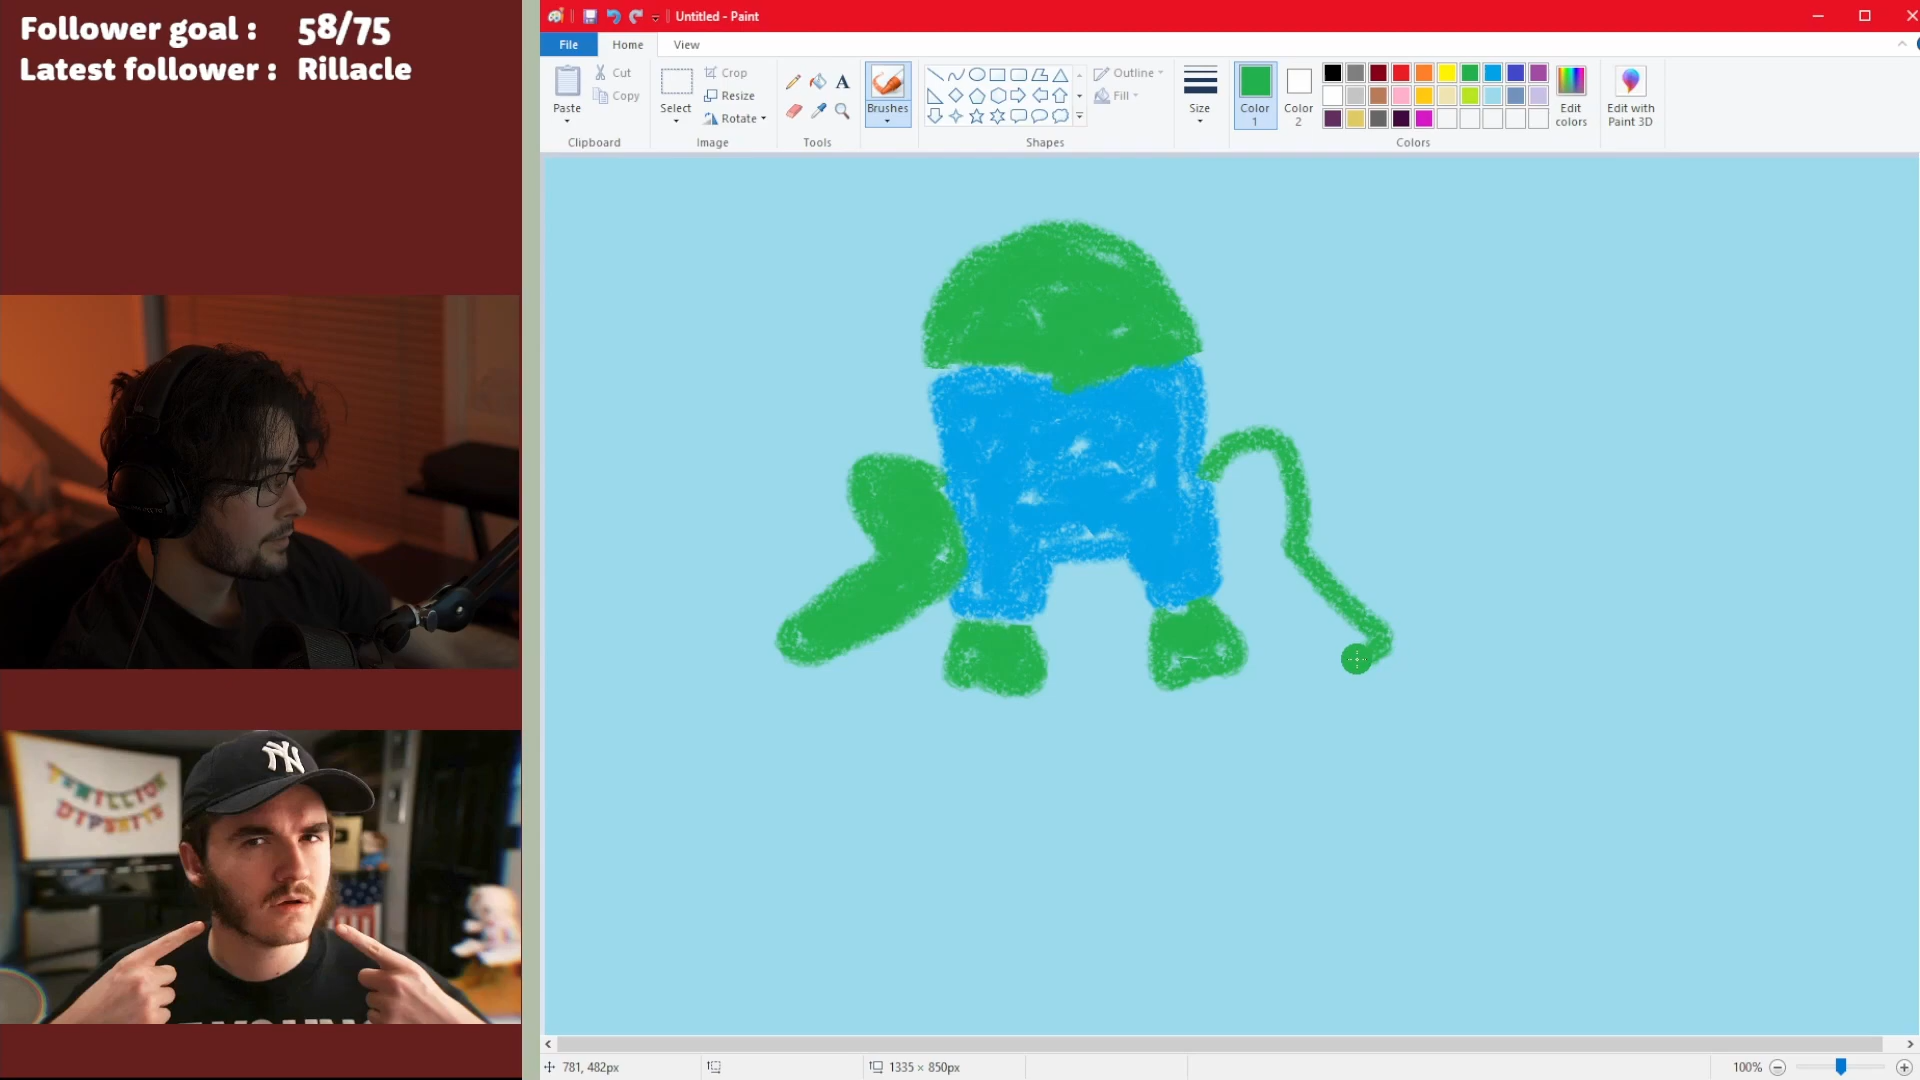 Follower goal : 58/75
Latest follower : Rillacle
Untitled - Paint
File Home View
Paste
Cut
Copy
Clipboard
Select
Crop
Resize
Rotate
Image
A
Tools
Brushes
Shapes
Outline
Fill
Size
Color 1
Color 2
Edit colors
Colors
Edit with Paint 3D
NY
781, 482px
1335 × 850px
100%